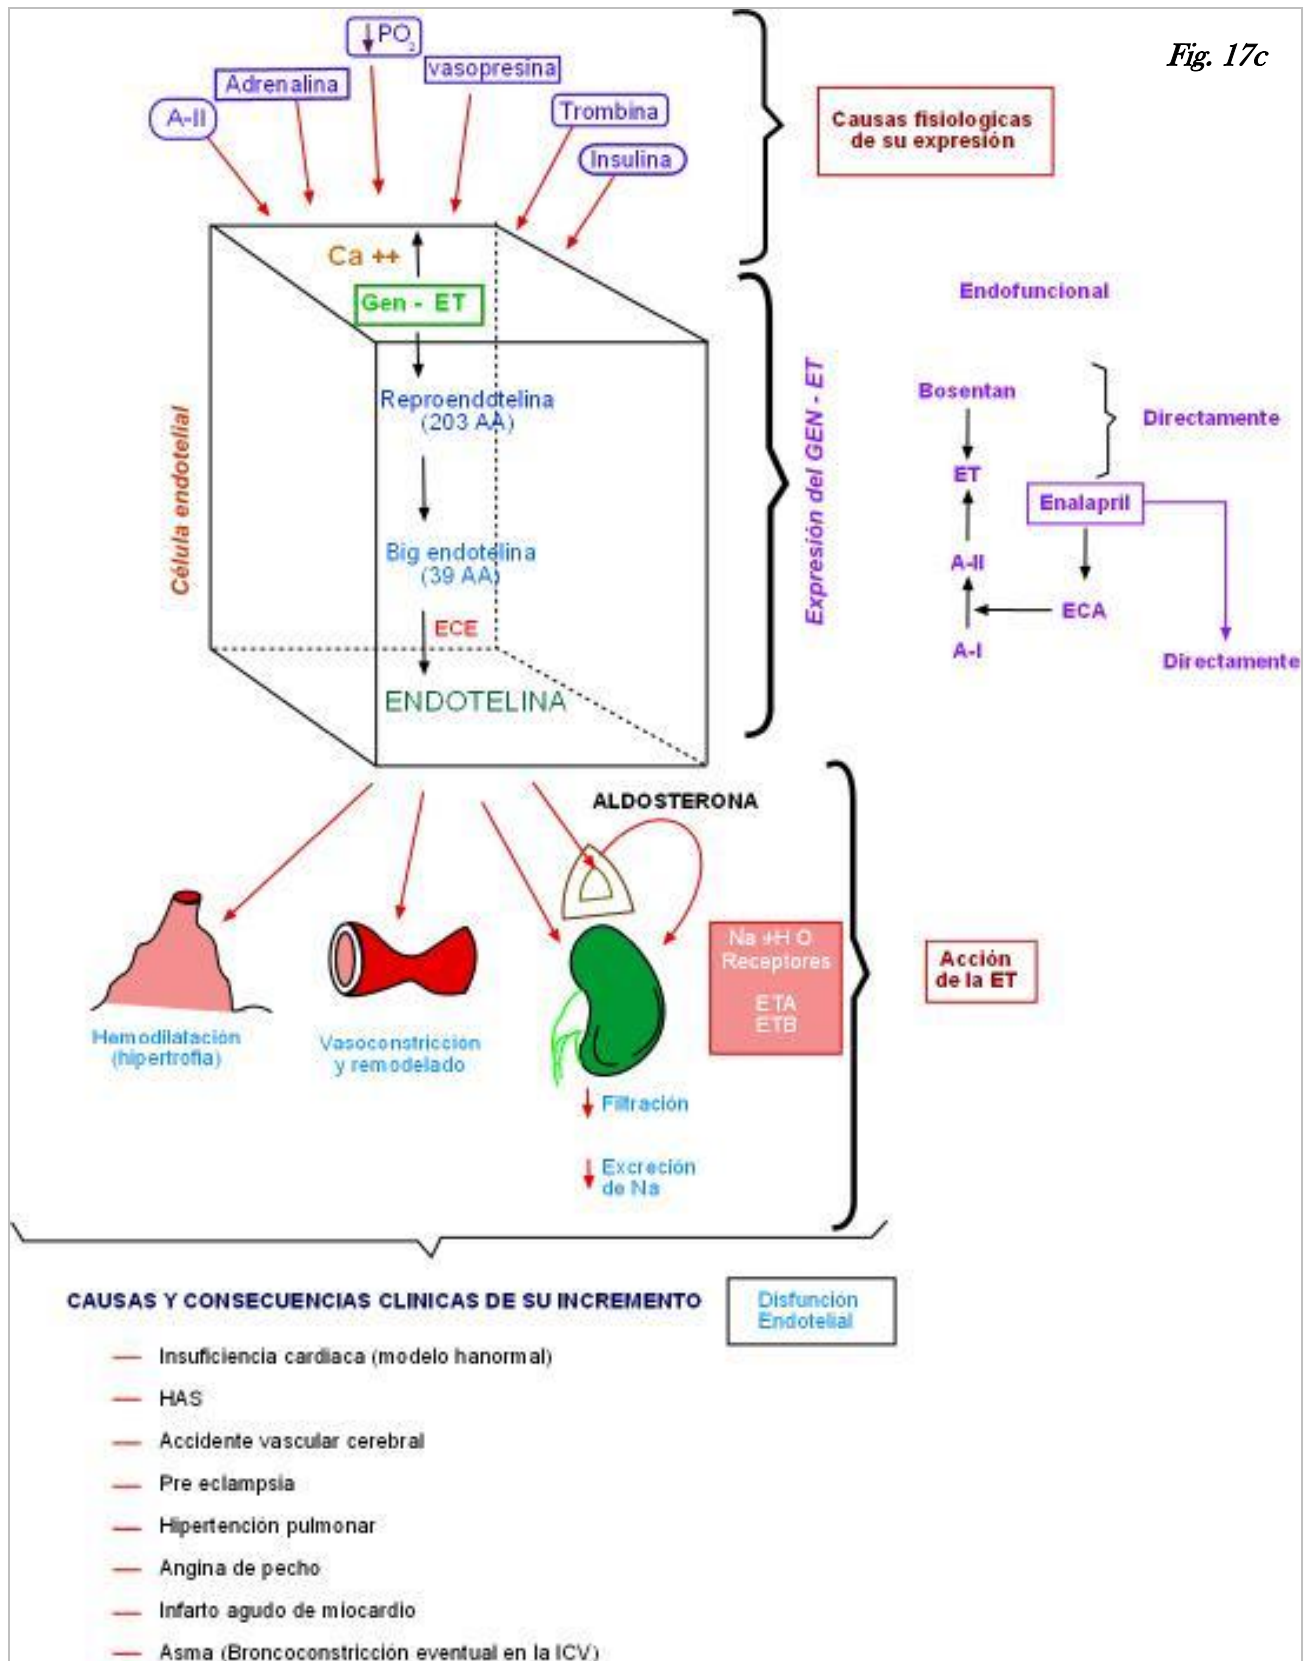 Fig. 17c
↓PO₂
Adrenalina
vasopresina
A-II
Trombina
Insulina
Causas fisiologicas
de su expresión
Ca ++
Gen - ET
Reproendotelina
(203 AA)
Big endotelina
(39 AA)
ECE
ENDOTELINA
Célula endotelial
Expresión del GEN - ET
Endofuncional
Bosentan
Directamente
ET
Enalapril
A-II
ECA
A-I
Directamente
ALDOSTERONA
Na +H O
Receptores
ETA
ETB
Acción
de la ET
Hemodilatación
(hipertrofia)
Vasoconstricción
y remodelado
Filtración
Excreción
de Na
CAUSAS Y CONSECUENCIAS CLINICAS DE SU INCREMENTO
Disfunción
Endotelial
Insuficiencia cardiaca (modelo hanormal)
HAS
Accidente vascular cerebral
Pre eclampsia
Hipertención pulmonar
Angina de pecho
Infarto agudo de miocardio
Asma (Broncoconstricción eventual en la ICV)